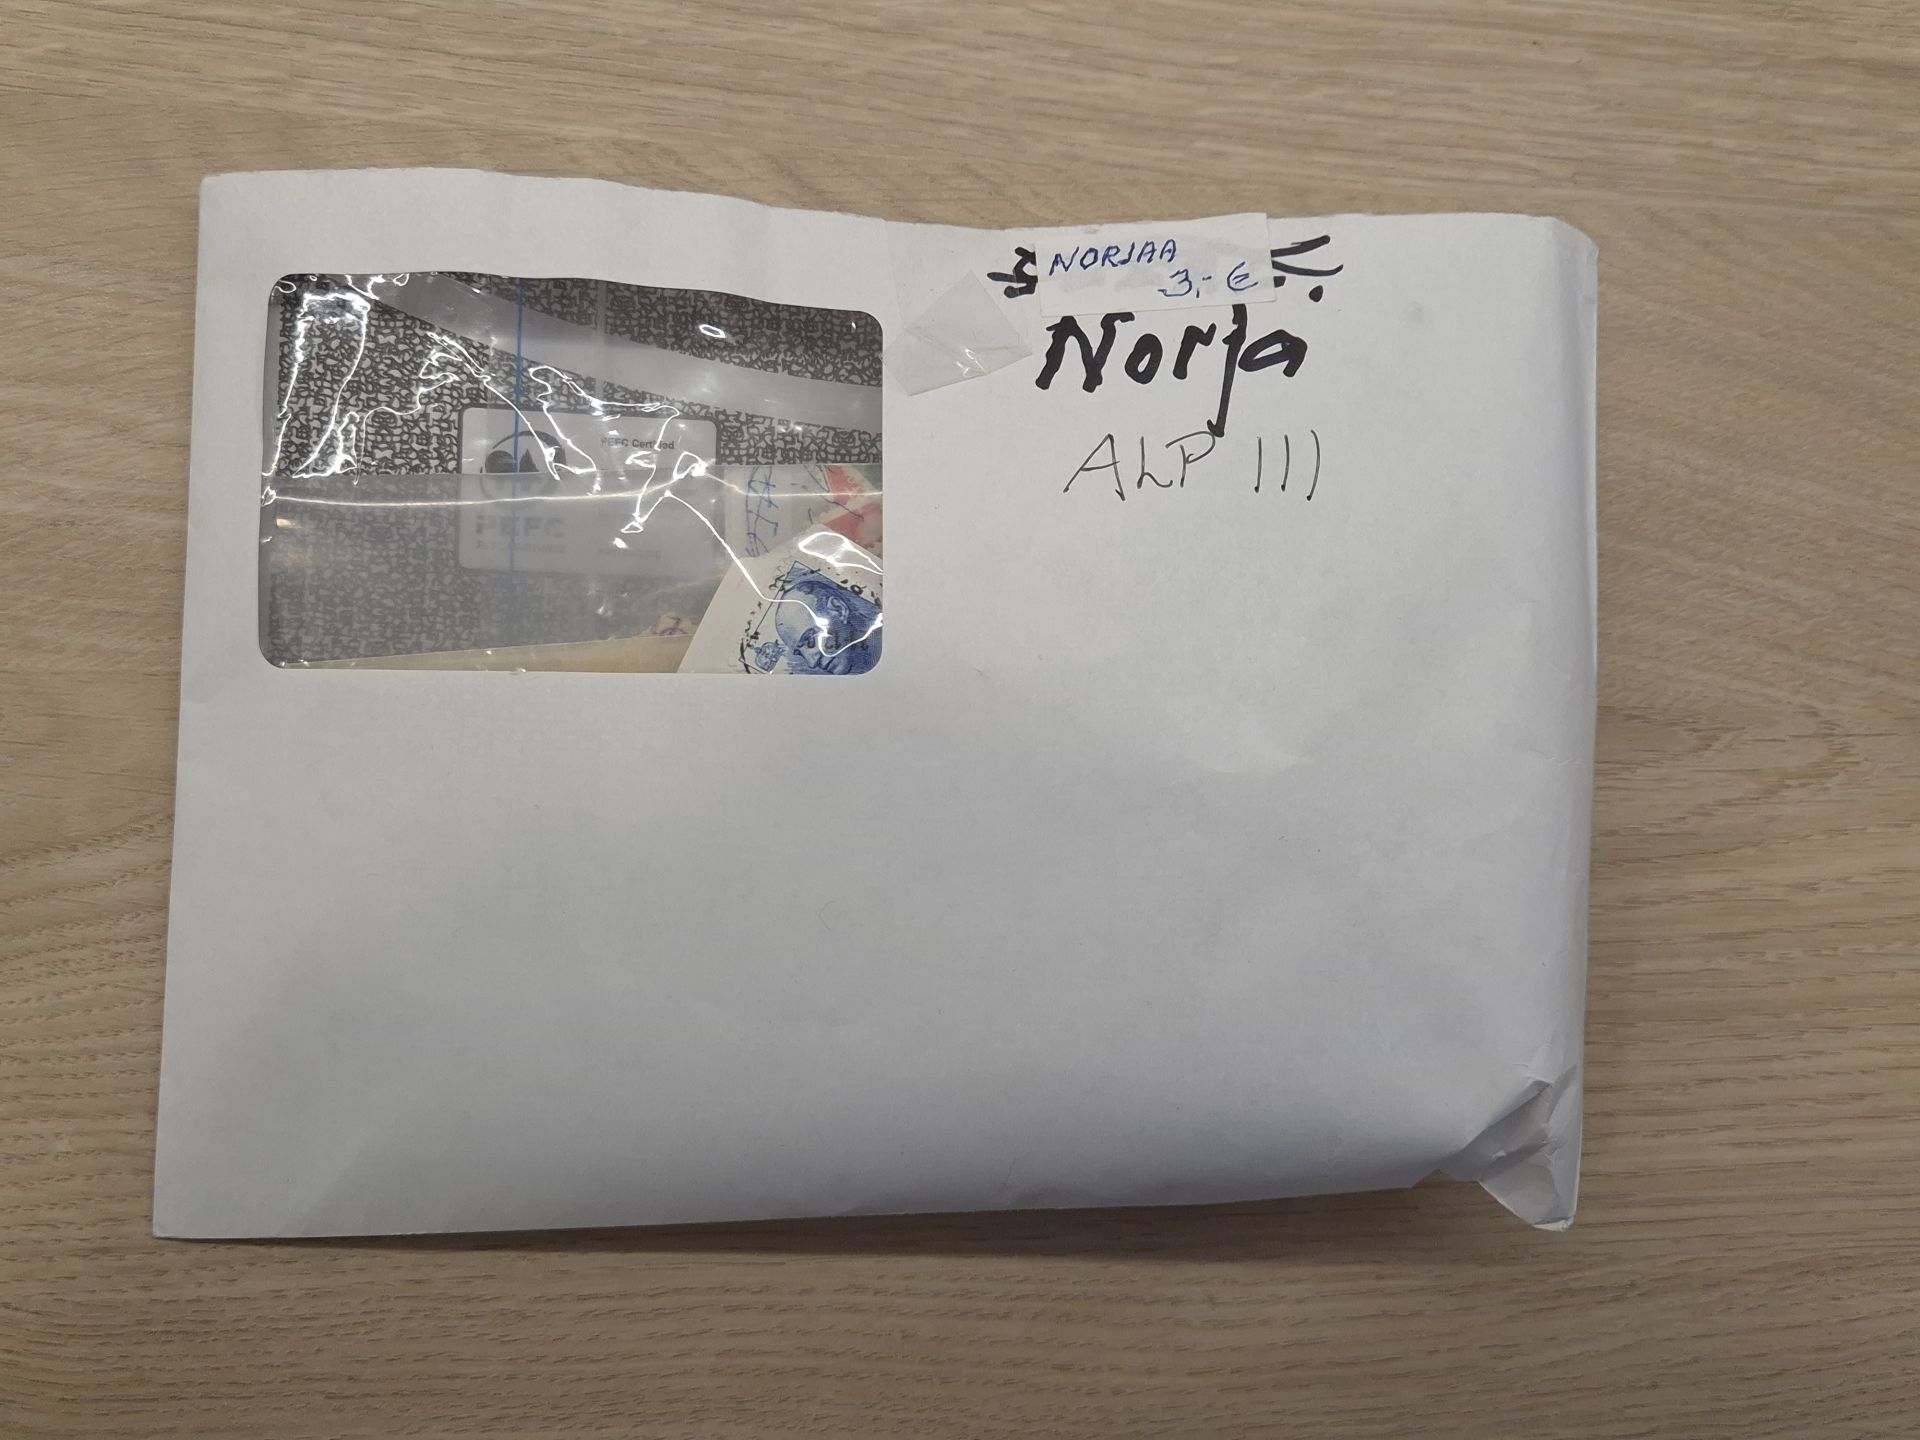 NORJAA
3,- €
Norja
ALP III
PEFC Certified
PEFC